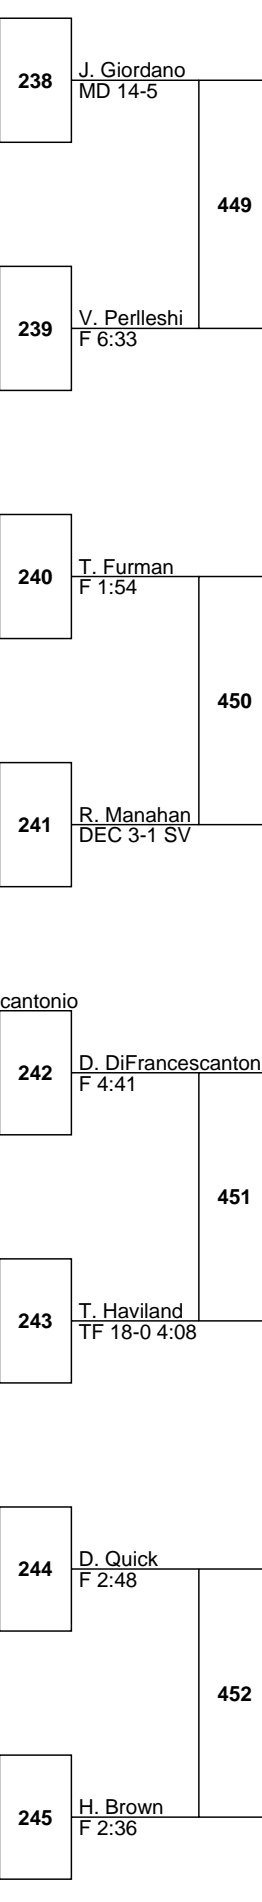 238
J. Giordano
MD 14-5
449
239
V. Perlleshi
F 6:33
240
T. Furman
F 1:54
450
241
R. Manahan
DEC 3-1 SV
cantonio
242
D. DiFrancescanton
F 4:41
451
243
T. Haviland
TF 18-0 4:08
244
D. Quick
F 2:48
452
245
H. Brown
F 2:36